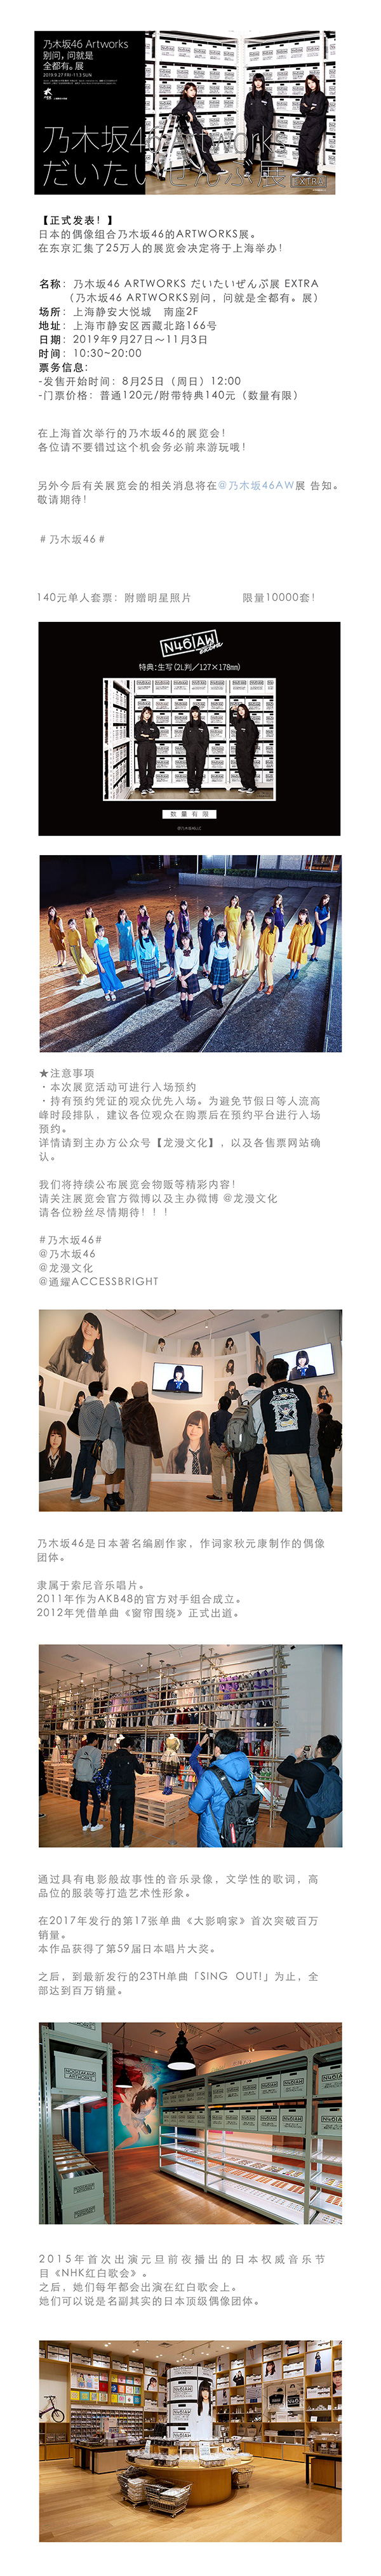 乃木坂46 Artworks
别问，问就是
全都有。展
2019 9.27 FRI-11.3 SUN
乃木坂46 Artworks
だいたいぜんぶ展 EXTRA
【正式发表！】
日本的偶像组合乃木坂46的ARTWORKS展。
在东京汇集了25万人的展览会决定将于上海举办！
名称：乃木坂46 ARTWORKS だいたいぜんぶ展 EXTRA
（乃木坂46 ARTWORKS别问，问就是全都有。展）
场所：上海静安大悦城 南座2F
地址：上海市静安区西藏北路166号
日期：2019年9月27日～11月3日
时间：10:30~20:00
票务信息:
-发售开始时间：8月25日（周日）12:00
-门票价格：普通120元/附带特典140元（数量有限）
在上海首次举行的乃木坂46的展览会！
各位请不要错过这个机会务必前来游玩哦！
另外今后有关展览会的相关消息将在@乃木坂46AW展 告知。
敬请期待！
＃乃木坂46＃
140元单人套票：附赠明星照片 限量10000套！
N46|AW
extra
特典:生写(2L判／127×178㎜)
数量有限
★注意事项
・本次展览活动可进行入场预约
・持有预约凭证的观众优先入场。为避免节假日等人流高
峰时段排队，建议各位观众在购票后在预约平台进行入场
预约。
详情请到主办方公众号【龙漫文化】，以及各售票网站确
认。
我们将持续公布展览会物贩等精彩内容！
请关注展览会官方微博以及主办微博 @龙漫文化
请各位粉丝尽情期待！！！
#乃木坂46#
@乃木坂46
@龙漫文化
@通耀ACCESSBRIGHT
乃木坂46是日本著名编剧作家，作词家秋元康制作的偶像
团体。
隶属于索尼音乐唱片。
2011年作为AKB48的官方对手组合成立。
2012年凭借单曲《窗帘围绕》正式出道。
通过具有电影般故事性的音乐录像，文学性的歌词，高
品位的服装等打造艺术性形象。
在2017年发行的第17张单曲《大影响家》首次突破百万
销量。
本作品获得了第59届日本唱片大奖。
之后，到最新发行的23TH单曲「SING OUT!」为止，全
部达到百万销量。
NOGIZAKA46
ARTWORKS
N46|AW
2015年首次出演元旦前夜播出的日本权威音乐节
目《NHK红白歌会》。
之后，她们每年都会出演在红白歌会上。
她们可以说是名副其实的日本顶级偶像团体。